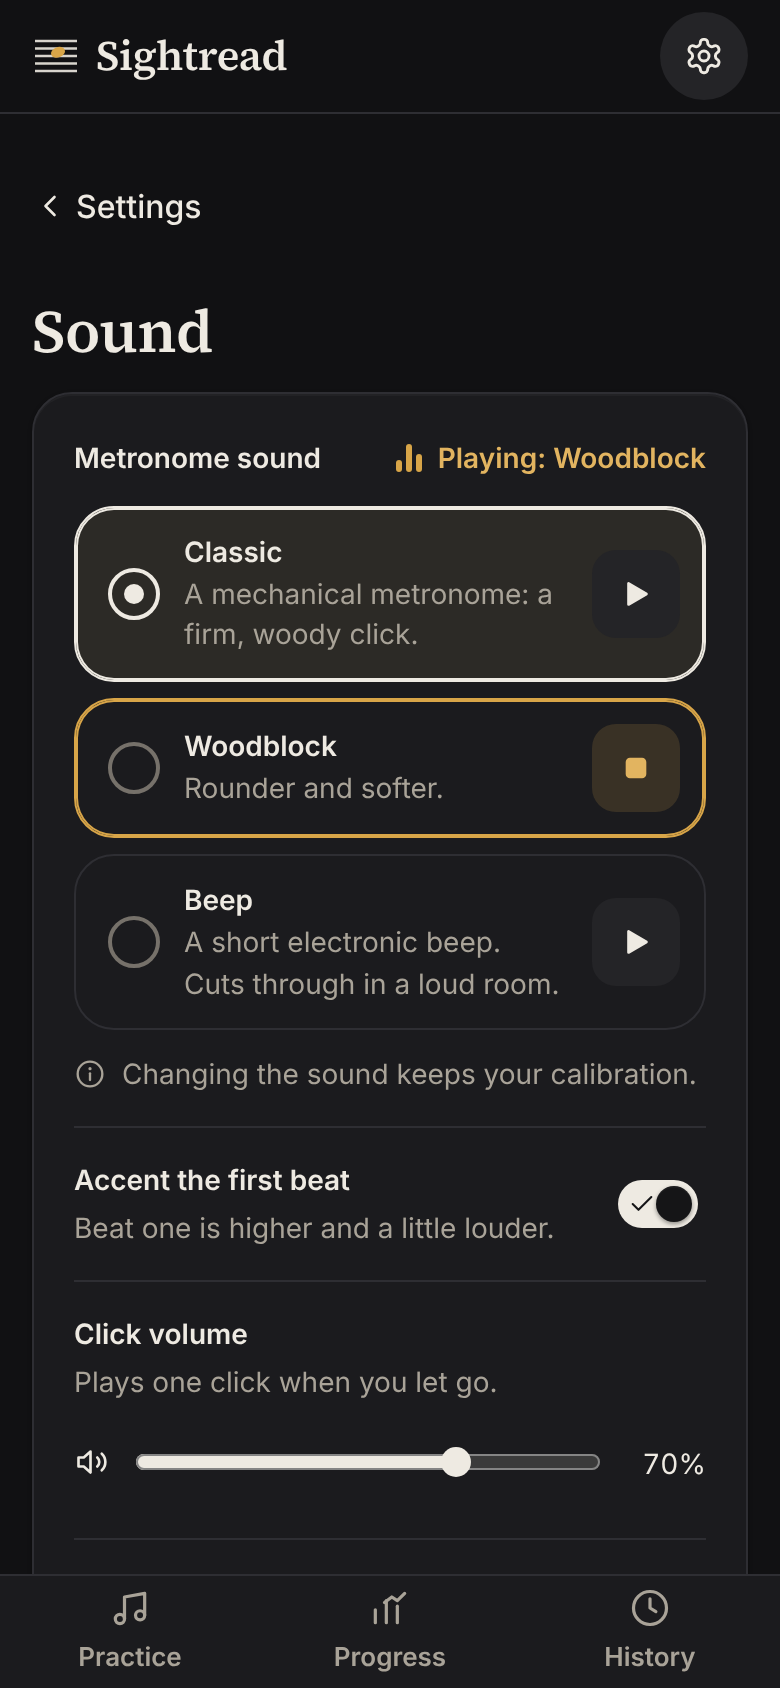 Sightread
Settings
Sound
Metronome sound
Playing: Woodblock
Classic
A mechanical metronome: a
firm, woody click.
Woodblock
Rounder and softer.
Beep
A short electronic beep.
Cuts through in a loud room.
Changing the sound keeps your calibration.
Accent the first beat
Beat one is higher and a little louder.
Click volume
Plays one click when you let go.
70%
Practice
Progress
History